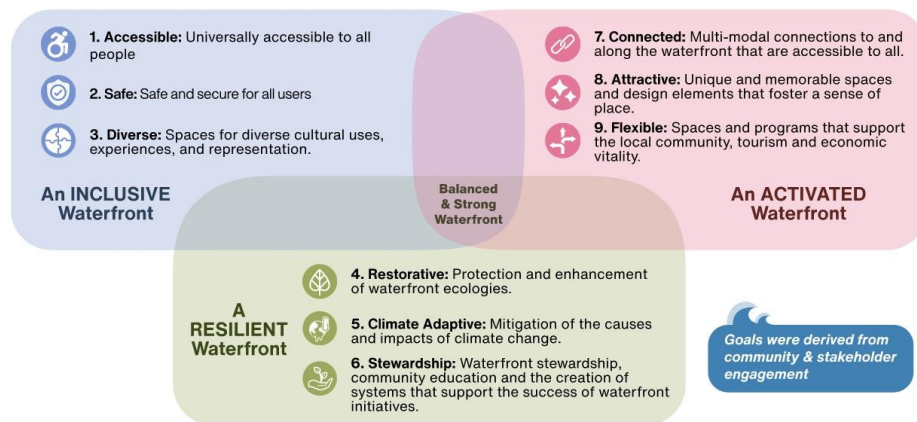 1. Accessible: Universally accessible to all
people
2. Safe: Safe and secure for all users
3. Diverse: Spaces for diverse cultural uses,
experiences, and representation.
An INCLUSIVE
Waterfront
7. Connected: Multi-modal connections to and
along the waterfront that are accessible to all.
8. Attractive: Unique and memorable spaces
and design elements that foster a sense of
place.
9. Flexible: Spaces and programs that support
the local community, tourism and economic
vitality.
An ACTIVATED
Waterfront
Balanced
& Strong
Waterfront
A
RESILIENT
Waterfront
4. Restorative: Protection and enhancement
of waterfront ecologies.
5. Climate Adaptive: Mitigation of the causes
and impacts of climate change.
6. Stewardship: Waterfront stewardship,
community education and the creation of
systems that support the success of waterfront
initiatives.
Goals were derived from
community & stakeholder
engagement